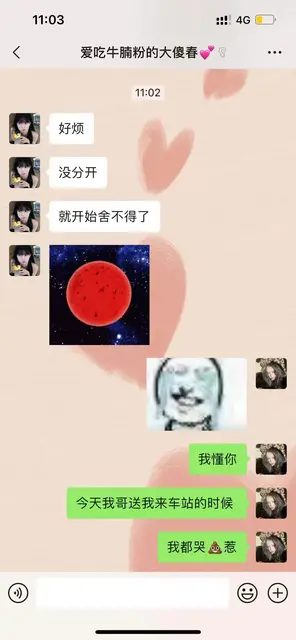 11:03
4G
爱吃牛腩粉的大傻春💕
11:02
好烦
没分开
就开始舍不得了
我懂你
今天我哥送我来车站的时候
我都哭💩惹